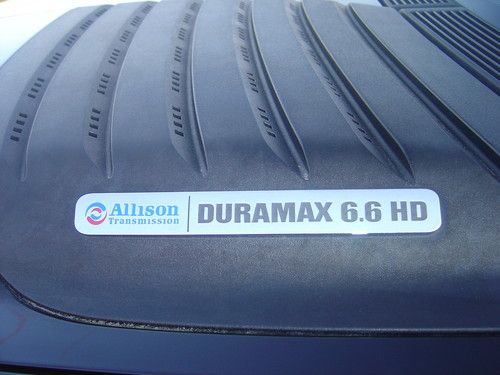 Allison
Transmission
DURAMAX 6.6 HD